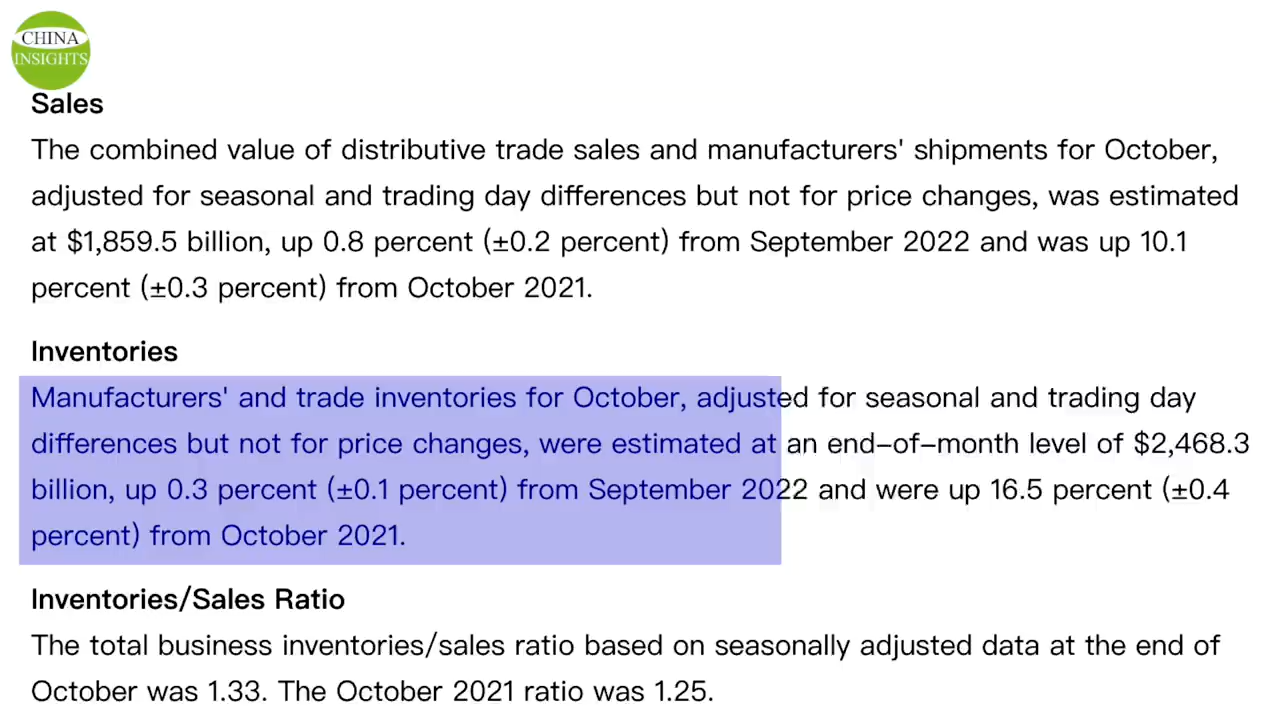 CHINA
INSIGHTS
Sales
The combined value of distributive trade sales and manufacturers' shipments for October,
adjusted for seasonal and trading day differences but not for price changes, was estimated
at $1,859.5 billion, up 0.8 percent (±0.2 percent) from September 2022 and was up 10.1
percent (±0.3 percent) from October 2021.
Inventories
Manufacturers' and trade inventories for October, adjusted for seasonal and trading day
differences but not for price changes, were estimated at an end–of–month level of $2,468.3
billion, up 0.3 percent (±0.1 percent) from September 2022 and were up 16.5 percent (±0.4
percent) from October 2021.
Inventories/Sales Ratio
The total business inventories/sales ratio based on seasonally adjusted data at the end of
October was 1.33. The October 2021 ratio was 1.25.